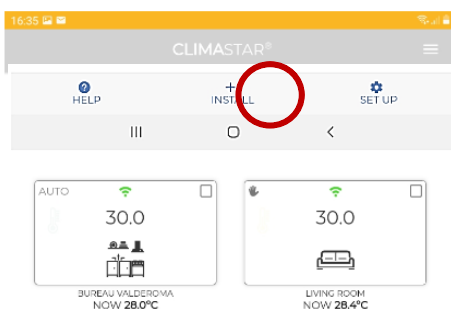 16:35
CLIMASTAR®
HELP
INSTALL
SET UP
AUTO
30.0
30.0
BUREAU VALDEROMA
NOW 28.0°C
LIVING ROOM
NOW 28.4°C